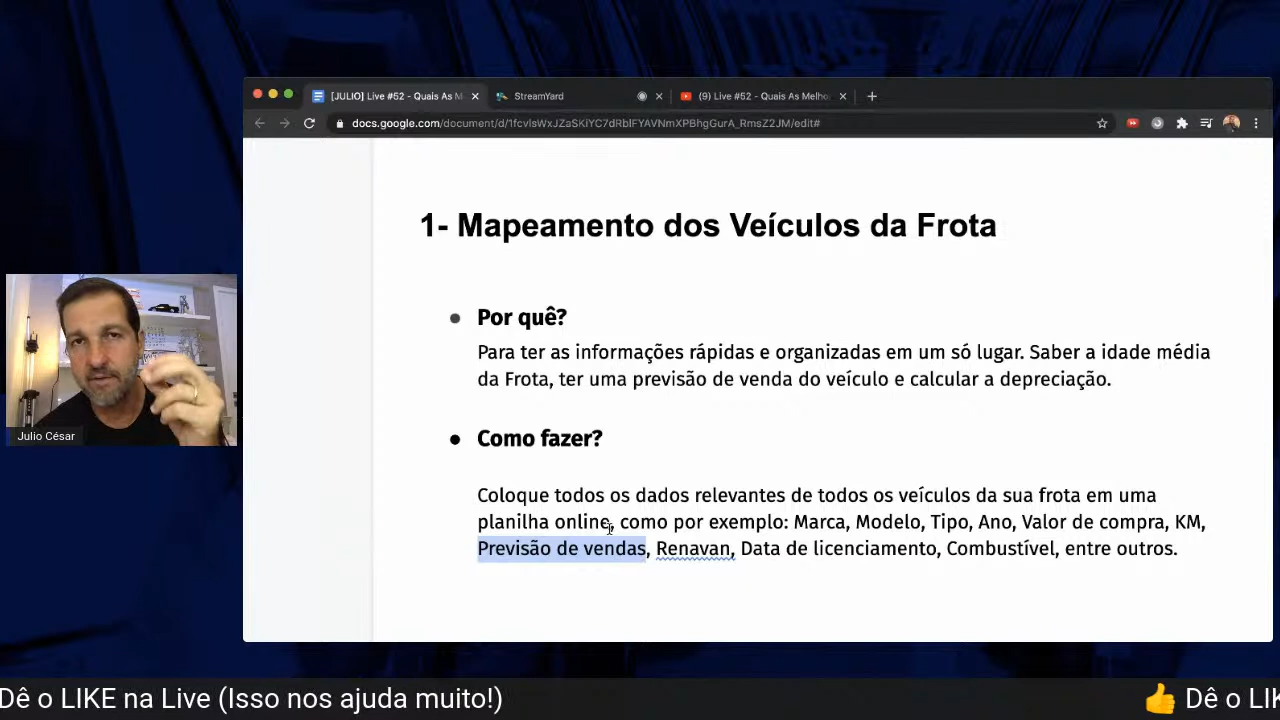 [JULIO] Live #52 - Quais As M
StreamYard
(9) Live #52 - Quais As Melho
docs.google.com/document/d/1fcvIsWxJZaSKiYC7dRblFYAVNmXPBhgGurA_RmsZ2JM/edit#
1- Mapeamento dos Veículos da Frota
Por quê?
Para ter as informações rápidas e organizadas em um só lugar. Saber a idade média
da Frota, ter uma previsão de venda do veículo e calcular a depreciação.
Como fazer?
Coloque todos os dados relevantes de todos os veículos da sua frota em uma
planilha online, como por exemplo: Marca, Modelo, Tipo, Ano, Valor de compra, KM,
Previsão de vendas, Renavan, Data de licenciamento, Combustível, entre outros.
Julio César
Dê o LIKE na Live (Isso nos ajuda muito!)
👍 Dê o LIK